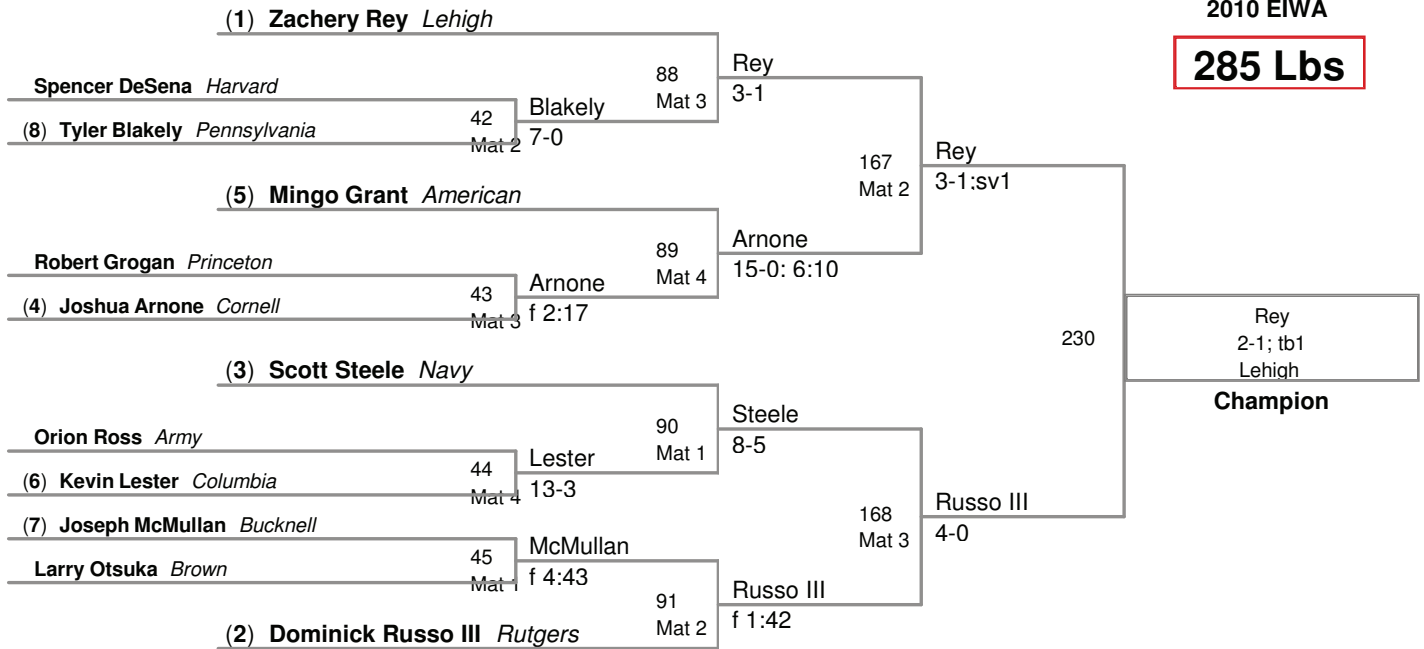 2010 EIWA
285 Lbs
(1) Zachery Rey Lehigh
Spencer DeSena Harvard
(8) Tyler Blakely Pennsylvania
42
Mat 2
Blakely
7-0
88
Mat 3
Rey
3-1
(5) Mingo Grant American
Robert Grogan Princeton
(4) Joshua Arnone Cornell
43
Mat 3
Arnone
f 2:17
89
Mat 4
Arnone
15-0: 6:10
167
Mat 2
Rey
3-1:sv1
(3) Scott Steele Navy
Orion Ross Army
(6) Kevin Lester Columbia
44
Mat 4
Lester
13-3
90
Mat 1
Steele
8-5
(7) Joseph McMullan Bucknell
Larry Otsuka Brown
45
Mat 1
McMullan
f 4:43
(2) Dominick Russo III Rutgers
91
Mat 2
Russo III
f 1:42
168
Mat 3
Russo III
4-0
230
Rey
2-1; tb1
Lehigh
Champion